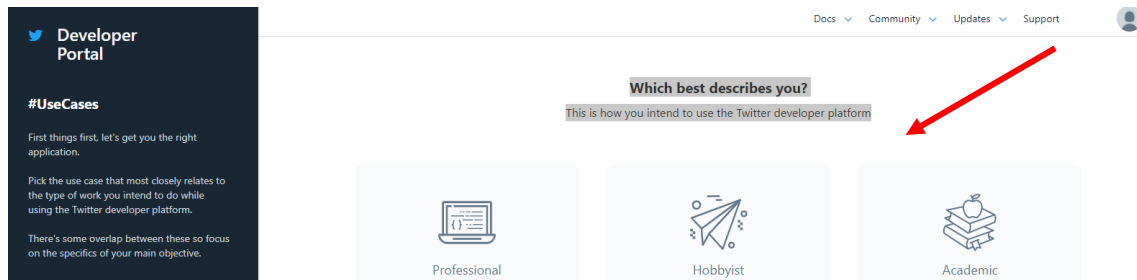 Docs Community Updates Support
Developer
Portal
#UseCases
First things first, let's get you the right
application.
Pick the use case that most closely relates to
the type of work you intend to do while
using the Twitter developer platform.
There's some overlap between these so focus
on the specifics of your main objective.
Which best describes you?
This is how you intend to use the Twitter developer platform
Professional
Hobbyist
Academic